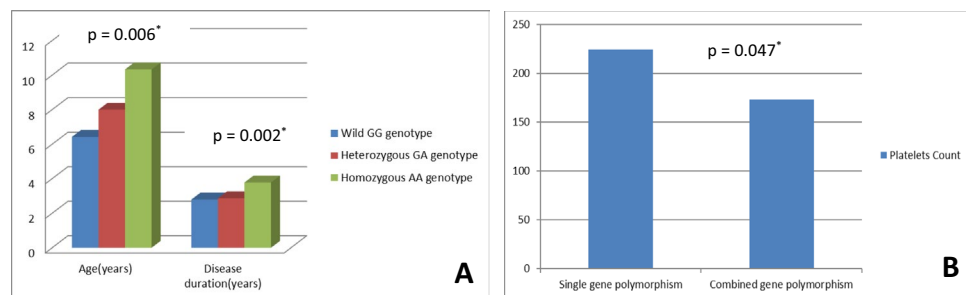 p = 0.006*
12
10
8
6
4
2
0
p = 0.002*
Age(years)
Disease
duration(years)
Wild GG genotype
Heterozygous GA genotype
Homozygous AA genotype
A
250
200
150
100
50
0
p = 0.047*
Single gene polymorphism
Combined gene polymorphism
Platelets Count
B